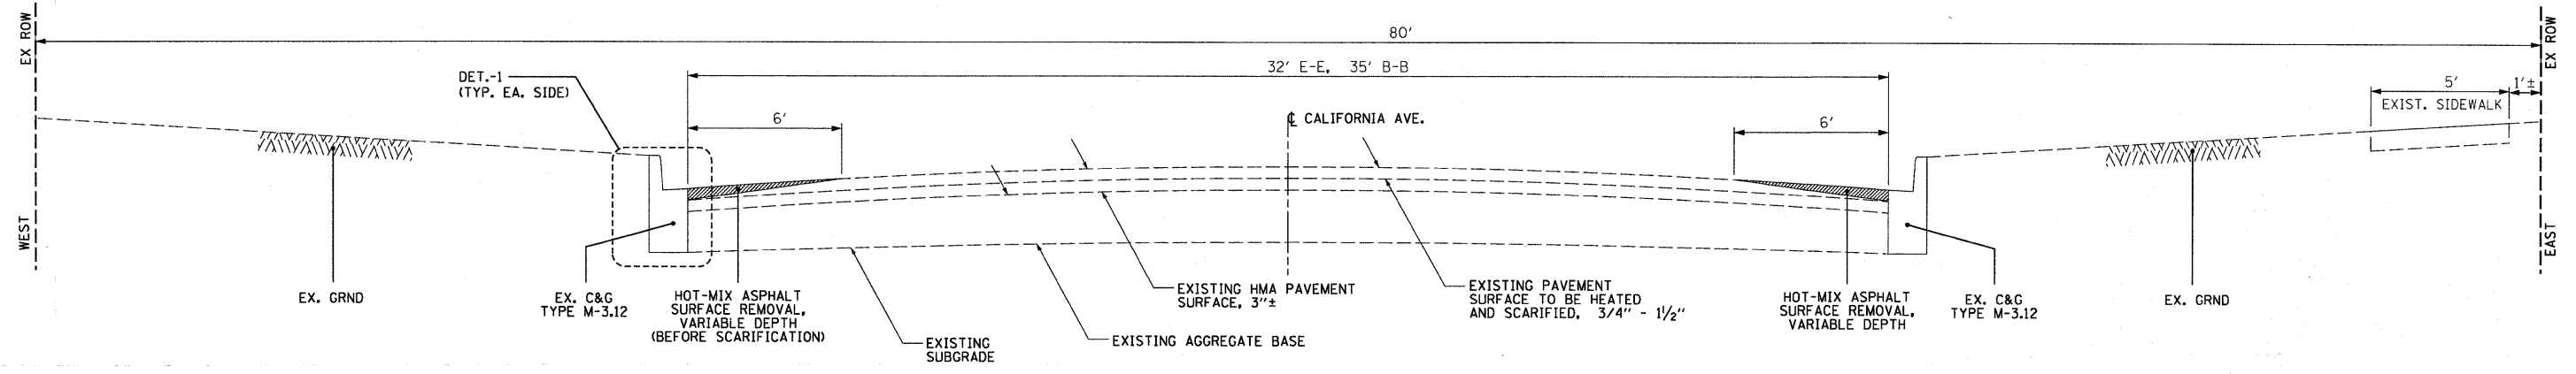 EX ROW
80'
EX ROW
DET.-1
(TYP. EA. SIDE)
32' E-E, 35' B-B
5'
1'±
EXIST. SIDEWALK
6'
℄ CALIFORNIA AVE.
6'
WEST
EAST
EX. GRND
EX. C&G
TYPE M-3.12
HOT-MIX ASPHALT
SURFACE REMOVAL,
VARIABLE DEPTH
(BEFORE SCARIFICATION)
EXISTING
SUBGRADE
EXISTING AGGREGATE BASE
EXISTING HMA PAVEMENT
SURFACE, 3"±
EXISTING PAVEMENT
SURFACE TO BE HEATED
AND SCARIFIED, 3/4" - 1½"
HOT-MIX ASPHALT
SURFACE REMOVAL,
VARIABLE DEPTH
EX. C&G
TYPE M-3.12
EX. GRND